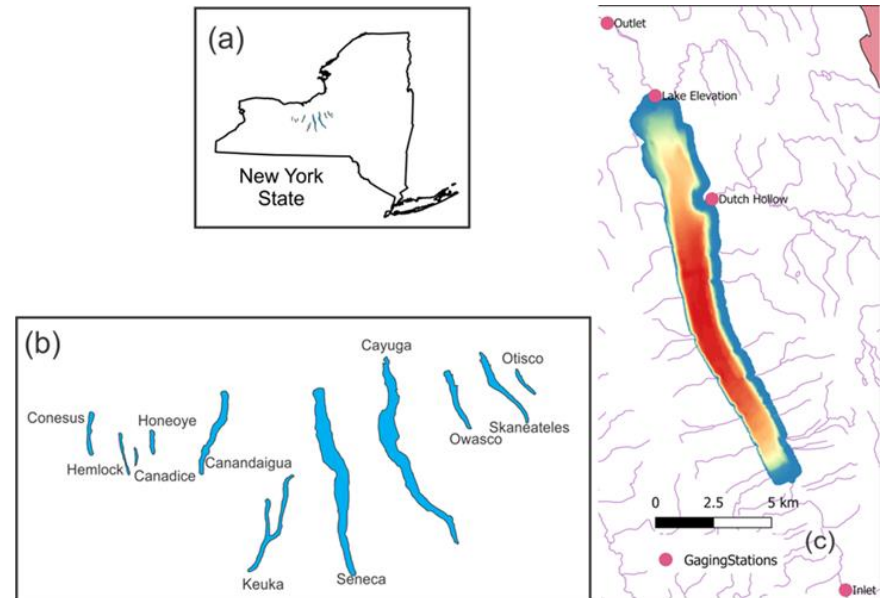 (a)
New York
State
(b)
Cayuga
Otisco
Conesus
Honeoye
Skaneateles
Owasco
Hemlock
Canandaigua
Canadice
Keuka
Seneca
Outlet
Lake Elevation
Dutch Hollow
0 2.5 5 km
(c)
GagingStations
Inlet